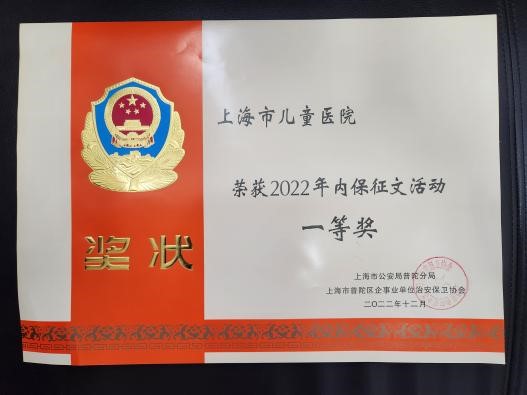 上海市儿童医院
荣获2022年内保征文活动
一等奖
奖状
上海市公安局普陀分局
上海市普陀区企事业单位治安保卫协会
二〇二二年十二月